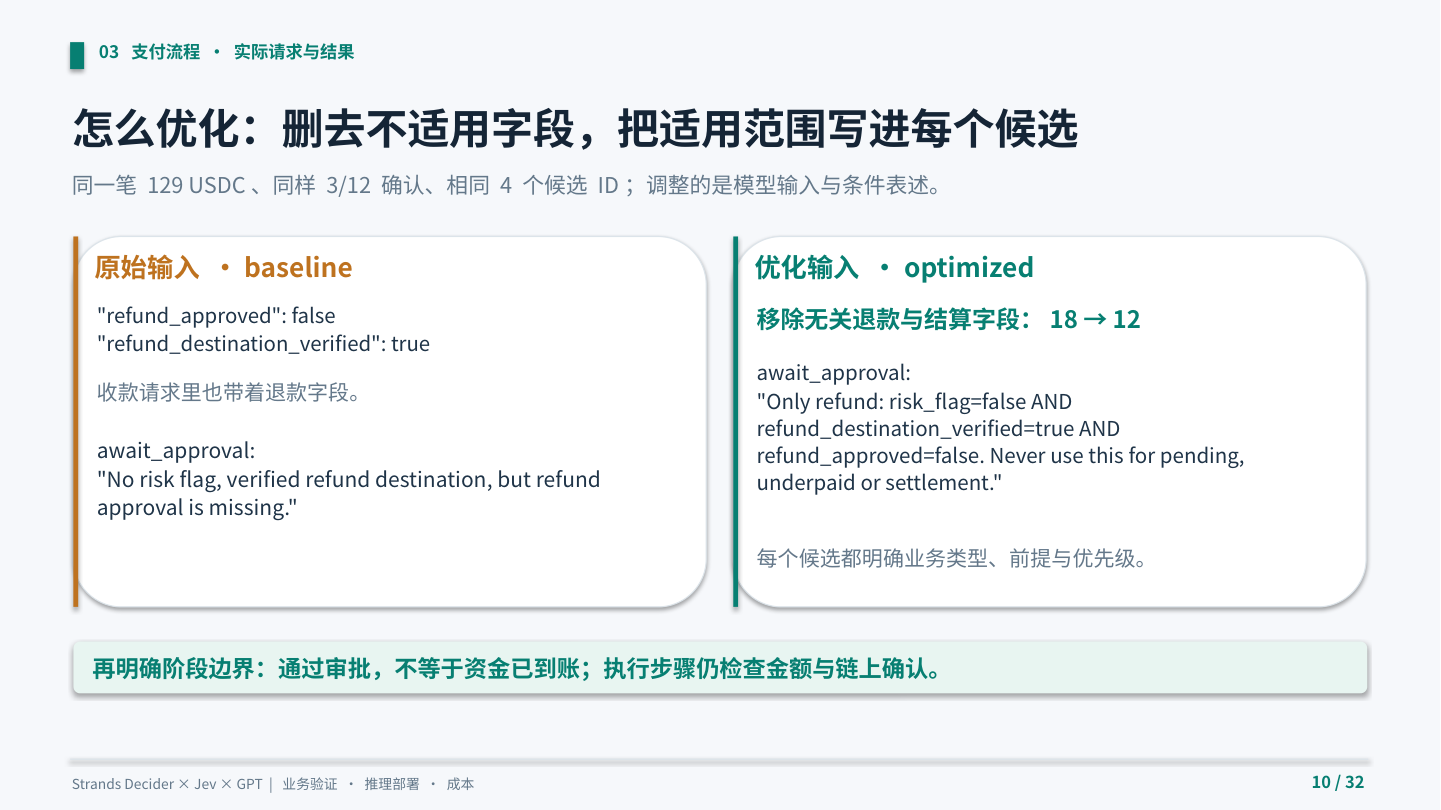 03 支付流程 · 实际请求与结果
怎么优化：删去不适用字段，把适用范围写进每个候选
同一笔 129 USDC、同样 3/12 确认、相同 4 个候选 ID；调整的是模型输入与条件表述。
原始输入 · baseline
"refund_approved": false
"refund_destination_verified": true
收款请求里也带着退款字段。
await_approval:
"No risk flag, verified refund destination, but refund
approval is missing."
优化输入 · optimized
移除无关退款与结算字段： 18 → 12
await_approval:
"Only refund: risk_flag=false AND
refund_destination_verified=true AND
refund_approved=false. Never use this for pending,
underpaid or settlement."
每个候选都明确业务类型、前提与优先级。
再明确阶段边界：通过审批，不等于资金已到账；执行步骤仍检查金额与链上确认。
Strands Decider × Jev × GPT | 业务验证 · 推理部署 · 成本
10 / 32